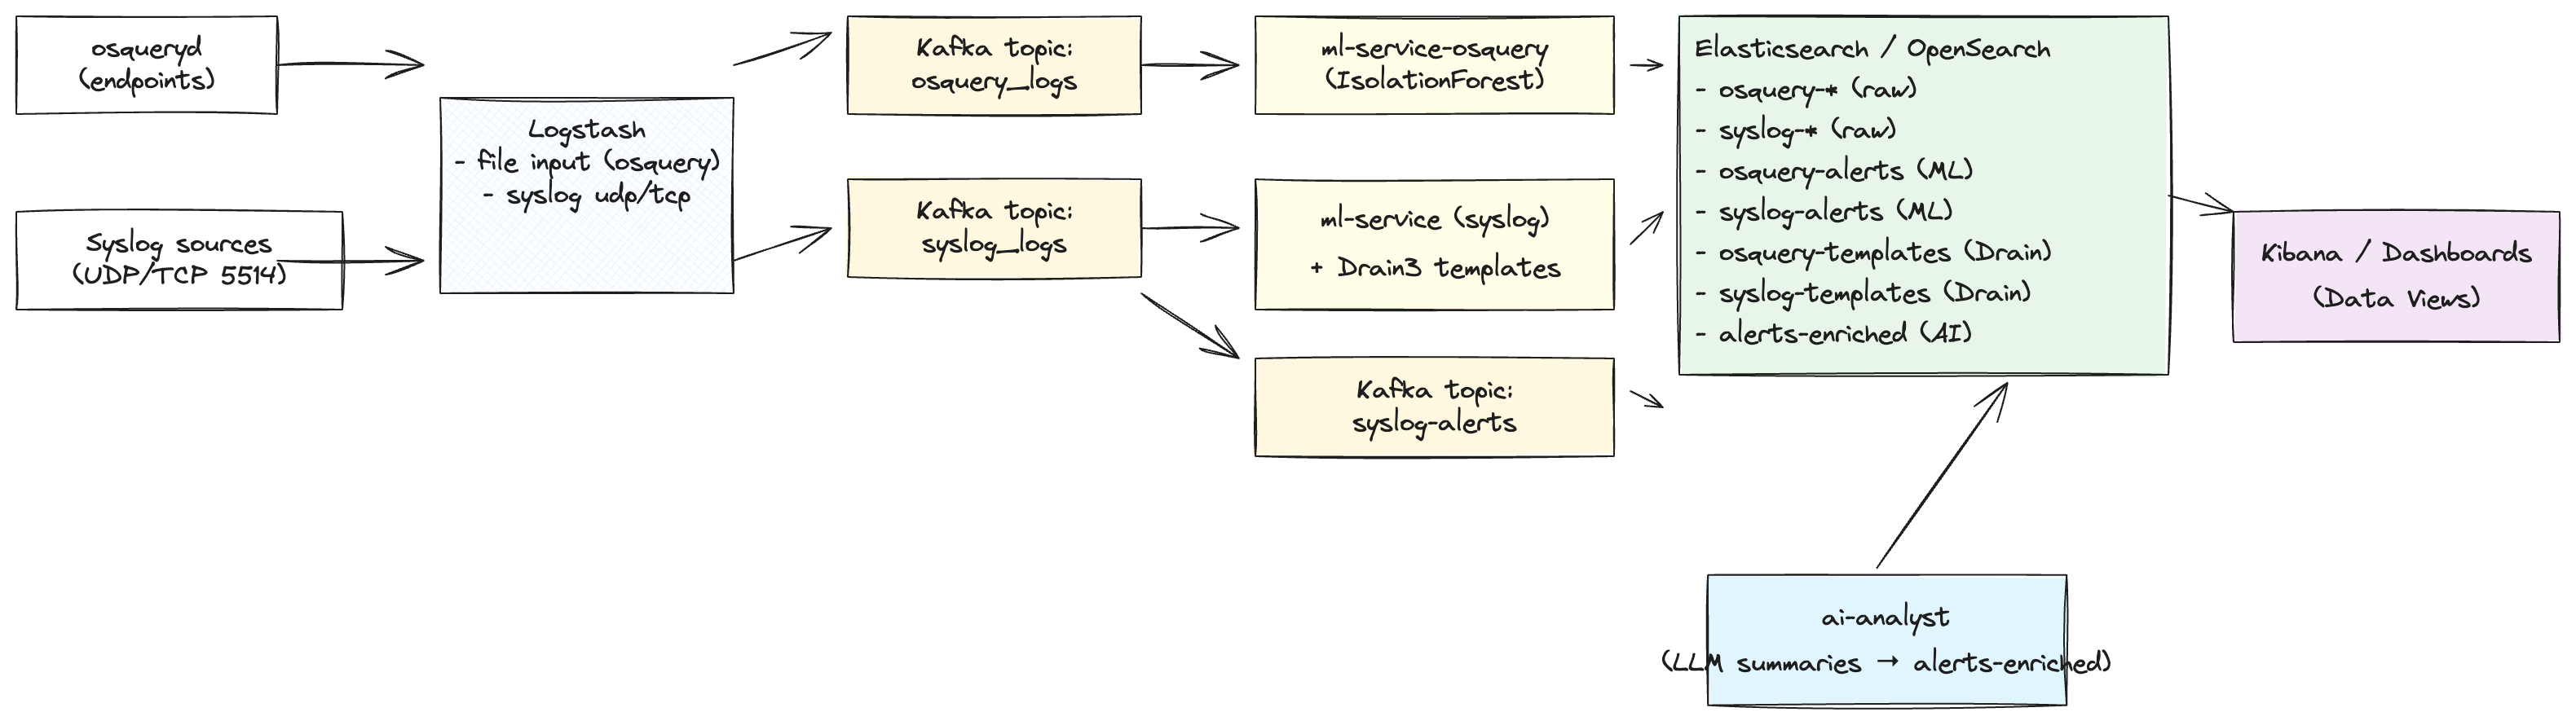 osqueryd
(endpoints)
Syslog sources
(UDP/TCP 5514)
Logstash
- file input (osquery)
- syslog udp/tcp
Kafka topic:
osquery_logs
Kafka topic:
syslog_logs
ml-service-osquery
(IsolationForest)
ml-service (syslog)
+ Drain3 templates
Kafka topic:
syslog-alerts
Elasticsearch / OpenSearch
- osquery-* (raw)
- syslog-* (raw)
- osquery-alerts (ML)
- syslog-alerts (ML)
- osquery-templates (Drain)
- syslog-templates (Drain)
- alerts-enriched (AI)
Kibana / Dashboards
(Data Views)
ai-analyst
(LLM summaries → alerts-enriched)